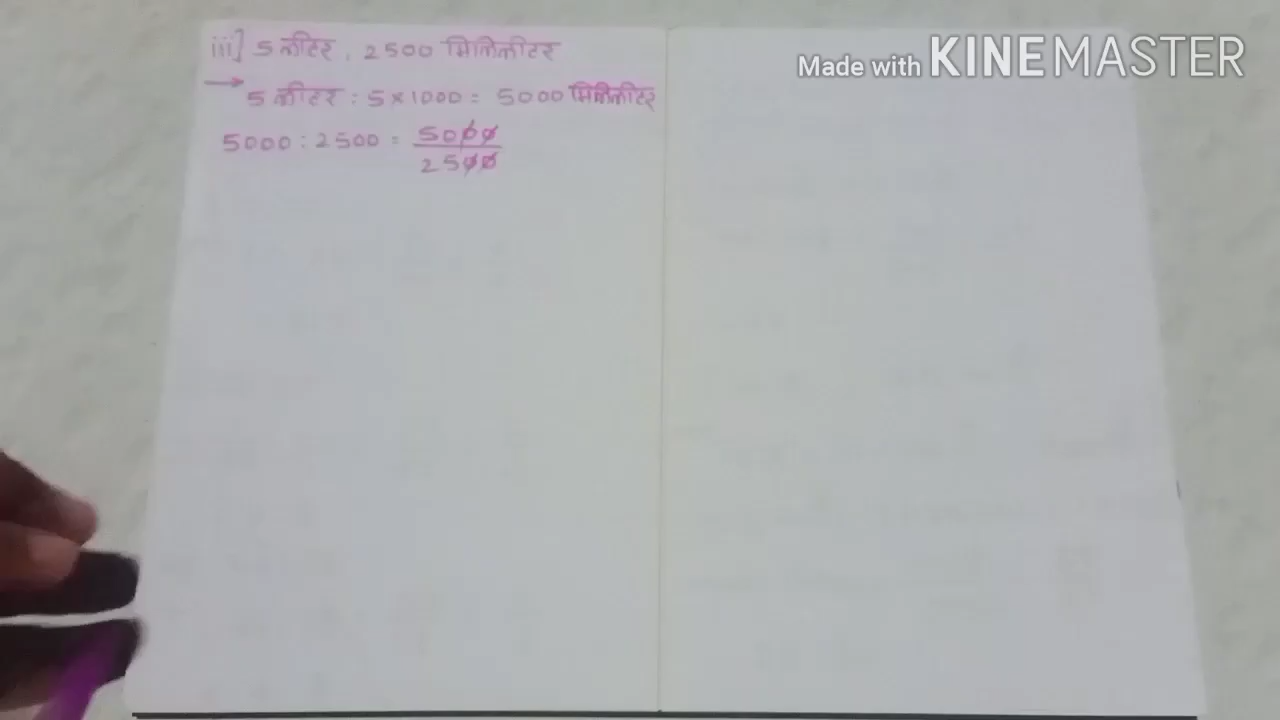 iii] 5 लीटर, 2500 मिलिलीटर
→ 5 लीटर : 5 × 1000 = 5000 मिलिलीटर
5000 : 2500 = 5000 / 2500
Made with KINEMASTER